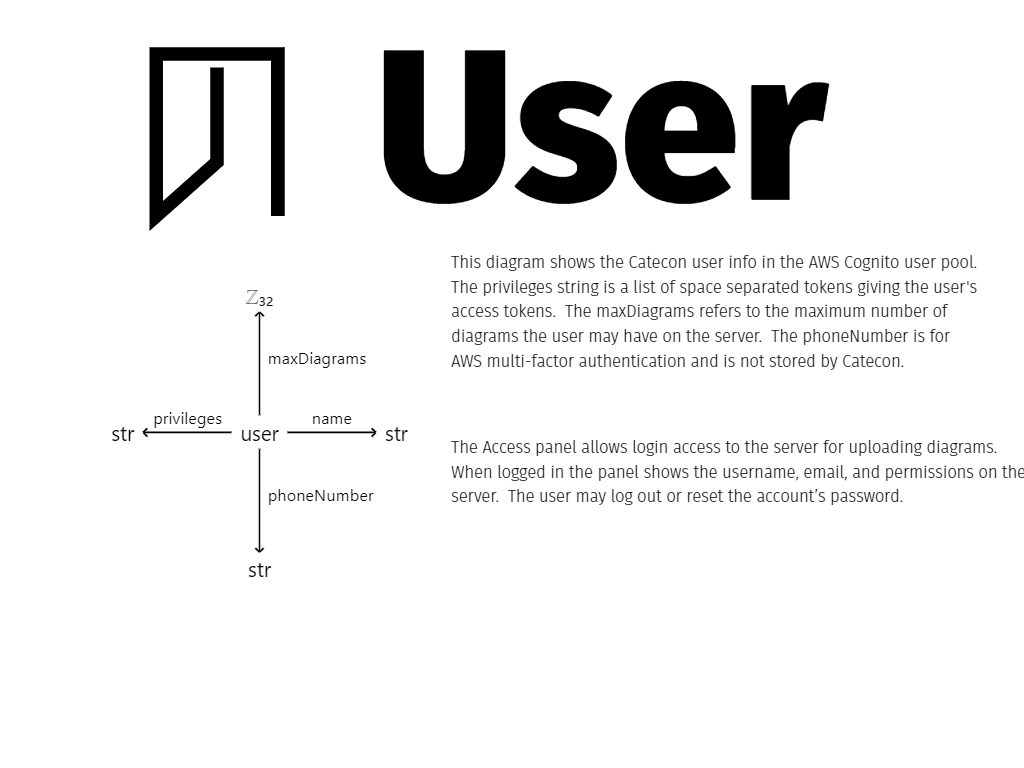 User
This diagram shows the Catecon user info in the AWS Cognito user pool.
The privileges string is a list of space separated tokens giving the user's
access tokens.  The maxDiagrams refers to the maximum number of
diagrams the user may have on the server.  The phoneNumber is for
AWS multi-factor authentication and is not stored by Catecon.
ℤ32
maxDiagrams
privileges
name
str
user
str
phoneNumber
str
The Access panel allows login access to the server for uploading diagrams.
When logged in the panel shows the username, email, and permissions on the
server.  The user may log out or reset the account’s password.